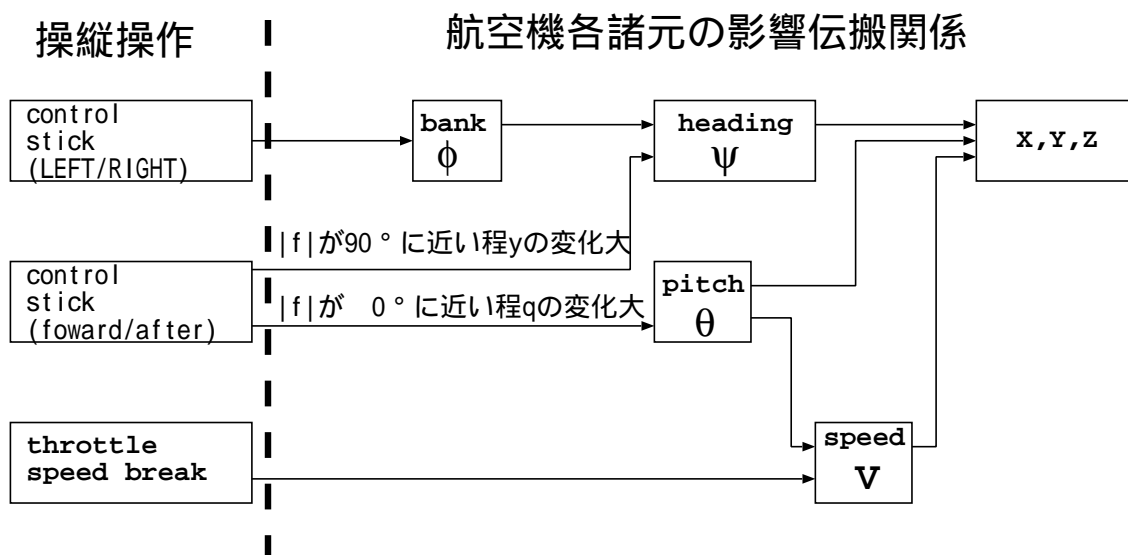 操縦操作
航空機各諸元の影響伝搬関係
control
stick
(LEFT/RIGHT)
bank
φ
heading
ψ
X,Y,Z
|f|が90°に近い程yの変化大
control
stick
(foward/after)
|f|が 0°に近い程qの変化大
pitch
θ
throttle
speed break
speed
V